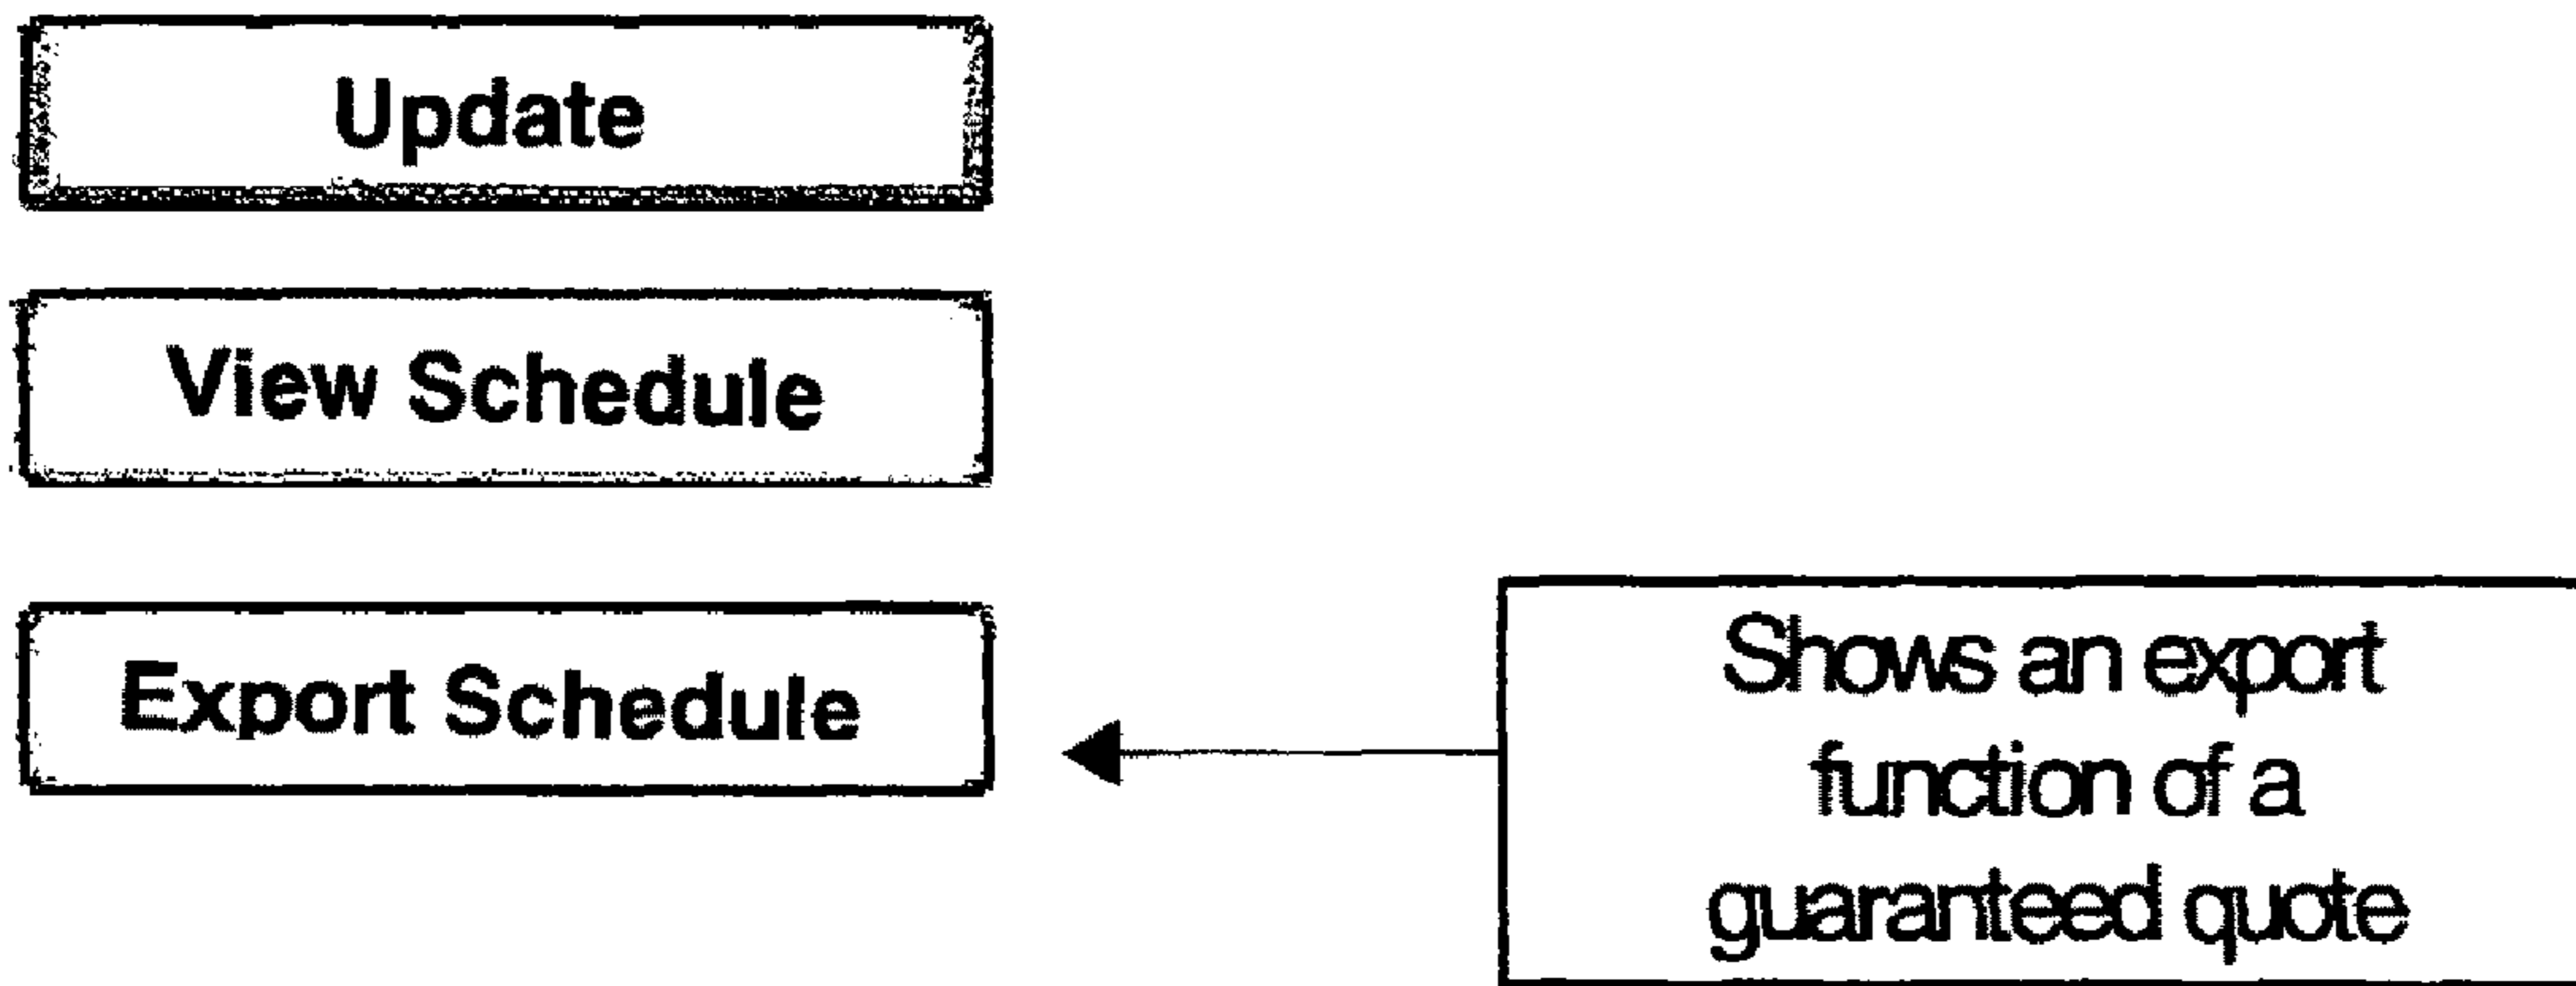 Update
View Schedule
Export Schedule
Shows an export
function of a
guaranteed quote